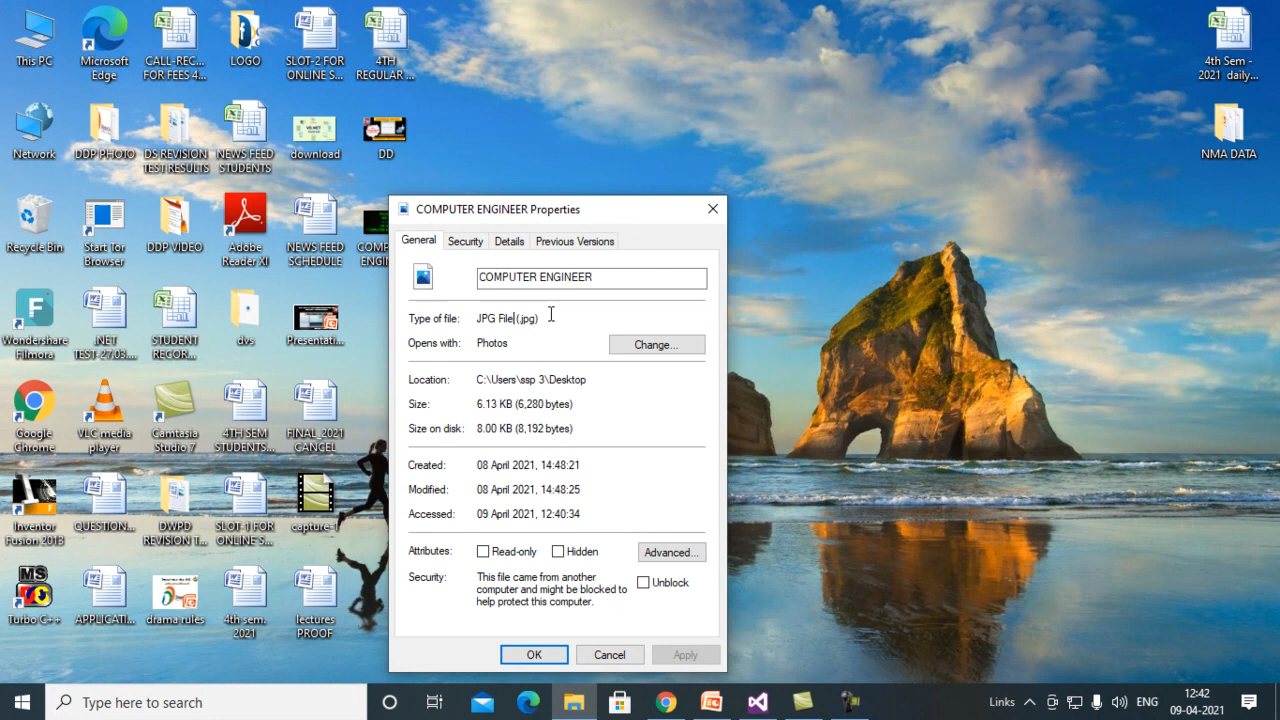 This PC
Microsoft
Edge
CALL-REC...
FOR FEES 4...
LOGO
SLOT-2 FOR
ONLINE S...
4TH
REGULAR ...
4th Sem -
2021 daily...
Network
DDP PHOTO
DS REVISION
TEST RESULTS
NEWS FEED
STUDENTS
download
DD
NMA DATA
Recycle Bin
Start Tor
Browser
DDP VIDEO
Adobe
Reader XI
NEWS FEED
SCHEDULE
Wondershare
Filmora
.NET
TEST-27.03....
STUDENT
RECOR...
dvs
Presentati...
Google
Chrome
VLC media
player
Camtasia
Studio 7
4TH SEM
STUDENTS...
FINAL_2021
CANCEL
Inventor
Fusion 2013
QUESTION...
DWPD
REVISION T...
SLOT-1 FOR
ONLINE S...
capture-1
MS
Turbo C++
APPLICATI...
drama rules
4th sem.
2021
lectures
PROOF
COMPUTER ENGINEER Properties
General
Security
Details
Previous Versions
COMPUTER ENGINEER
Type of file: JPG File (.jpg)
Opens with: Photos
Change...
Location: C:\Users\ssp 3\Desktop
Size: 6.13 KB (6,280 bytes)
Size on disk: 8.00 KB (8,192 bytes)
Created: 08 April 2021, 14:48:21
Modified: 08 April 2021, 14:48:25
Accessed: 09 April 2021, 12:40:34
Attributes: Read-only Hidden Advanced...
Security: This file came from another
computer and might be blocked to
help protect this computer.
Unblock
OK
Cancel
Apply
Type here to search
Links
ENG
12:42
09-04-2021